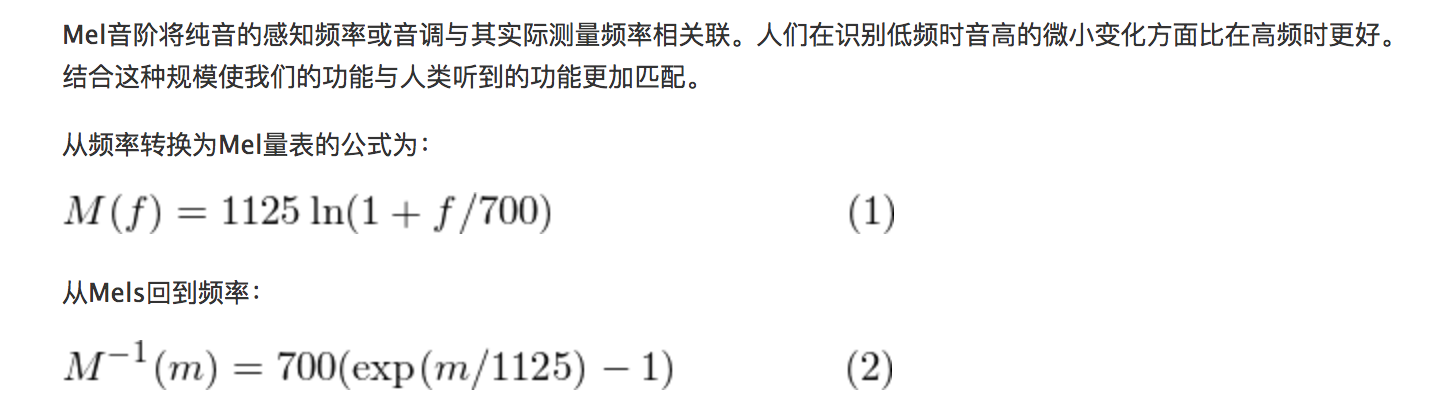 Mel音阶将纯音的感知频率或音调与其实际测量频率相关联。人们在识别低频时音高的微小变化方面比在高频时更好。
结合这种规模使我们的功能与人类听到的功能更加匹配。
从频率转换为Mel量表的公式为：
M(f) = 1125 ln(1 + f/700) (1)
从Mels回到频率：
M⁻¹(m) = 700(exp(m/1125) − 1) (2)